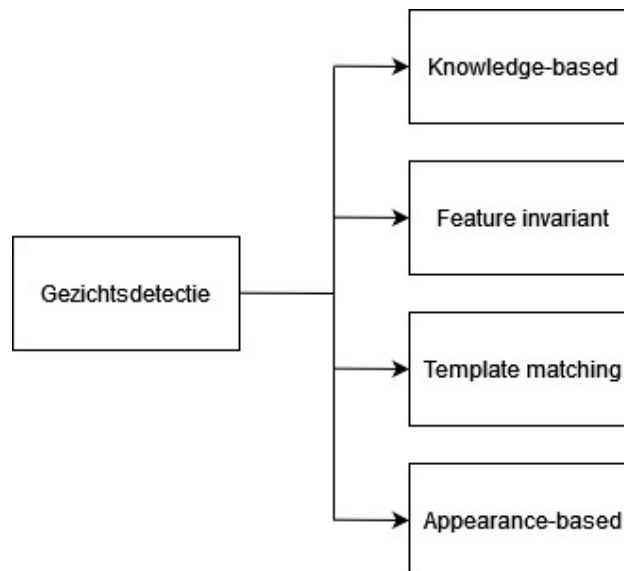 Knowledge-based
Feature invariant
Gezichtsdetectie
Template matching
Appearance-based